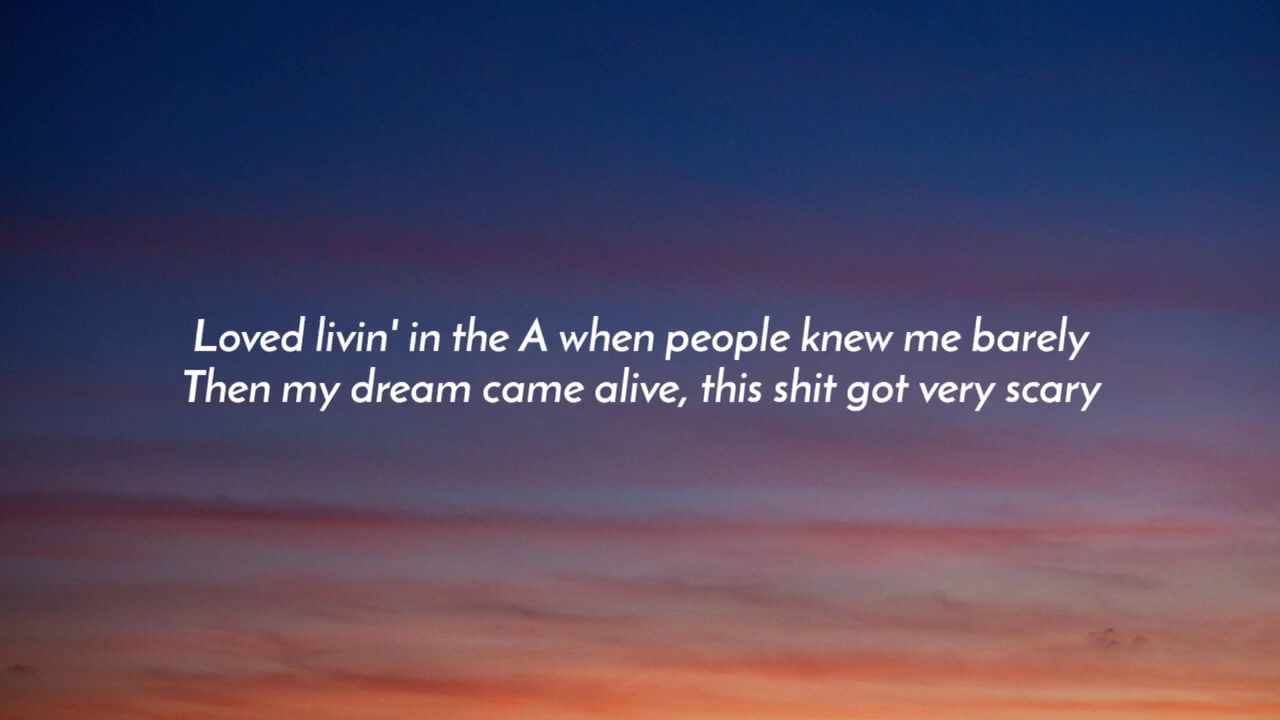 Loved livin' in the A when people knew me barely
Then my dream came alive, this shit got very scary